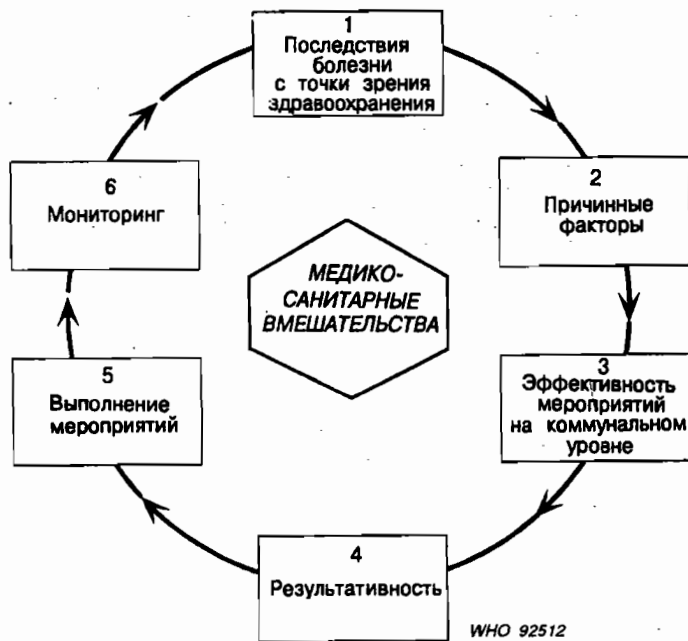 1
Последствия
болезни
с точки зрения
здравоохранения
2
Причинные
факторы
3
Эффективность
мероприятий
на коммунальном
уровне
4
Результативность
5
Выполнение
мероприятий
6
Мониторинг
МЕДИКО-
САНИТАРНЫЕ
ВМЕШАТЕЛЬСТВА
WHO 92512